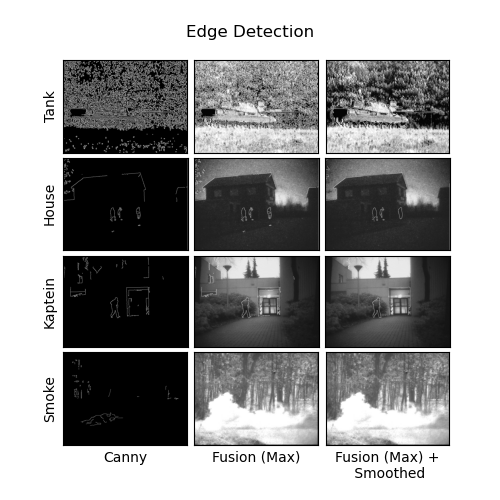 Edge Detection
Tank
House
Kaptein
Smoke
Canny
Fusion (Max)
Fusion (Max) +
Smoothed